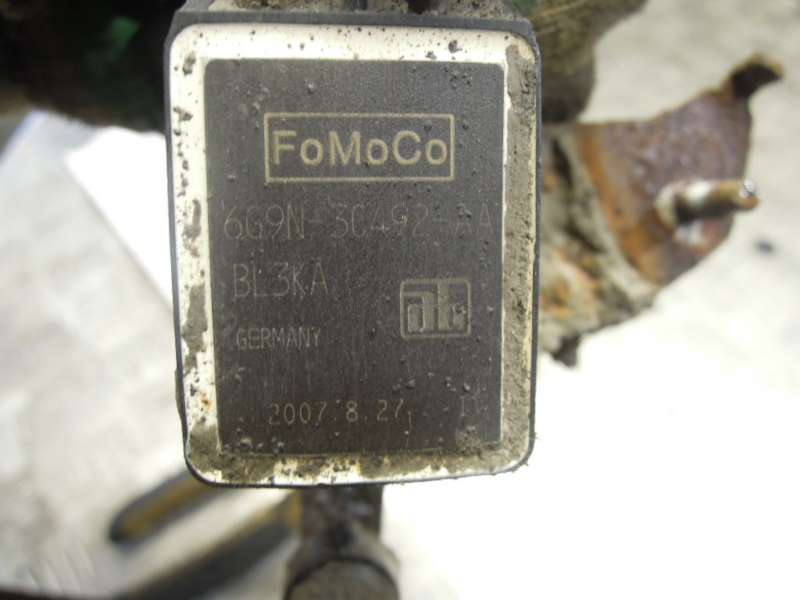 FoMoCo
6G9N-3C492-AA
BL3KA
GERMANY
2007.8.27